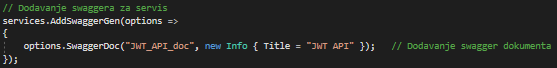 // Dodavanje swaggera za servis
services.AddSwaggerGen(options =>
{
options.SwaggerDoc("JWT_API_doc", new Info { Title = "JWT API" }); // Dodavanje swagger dokumenta
});